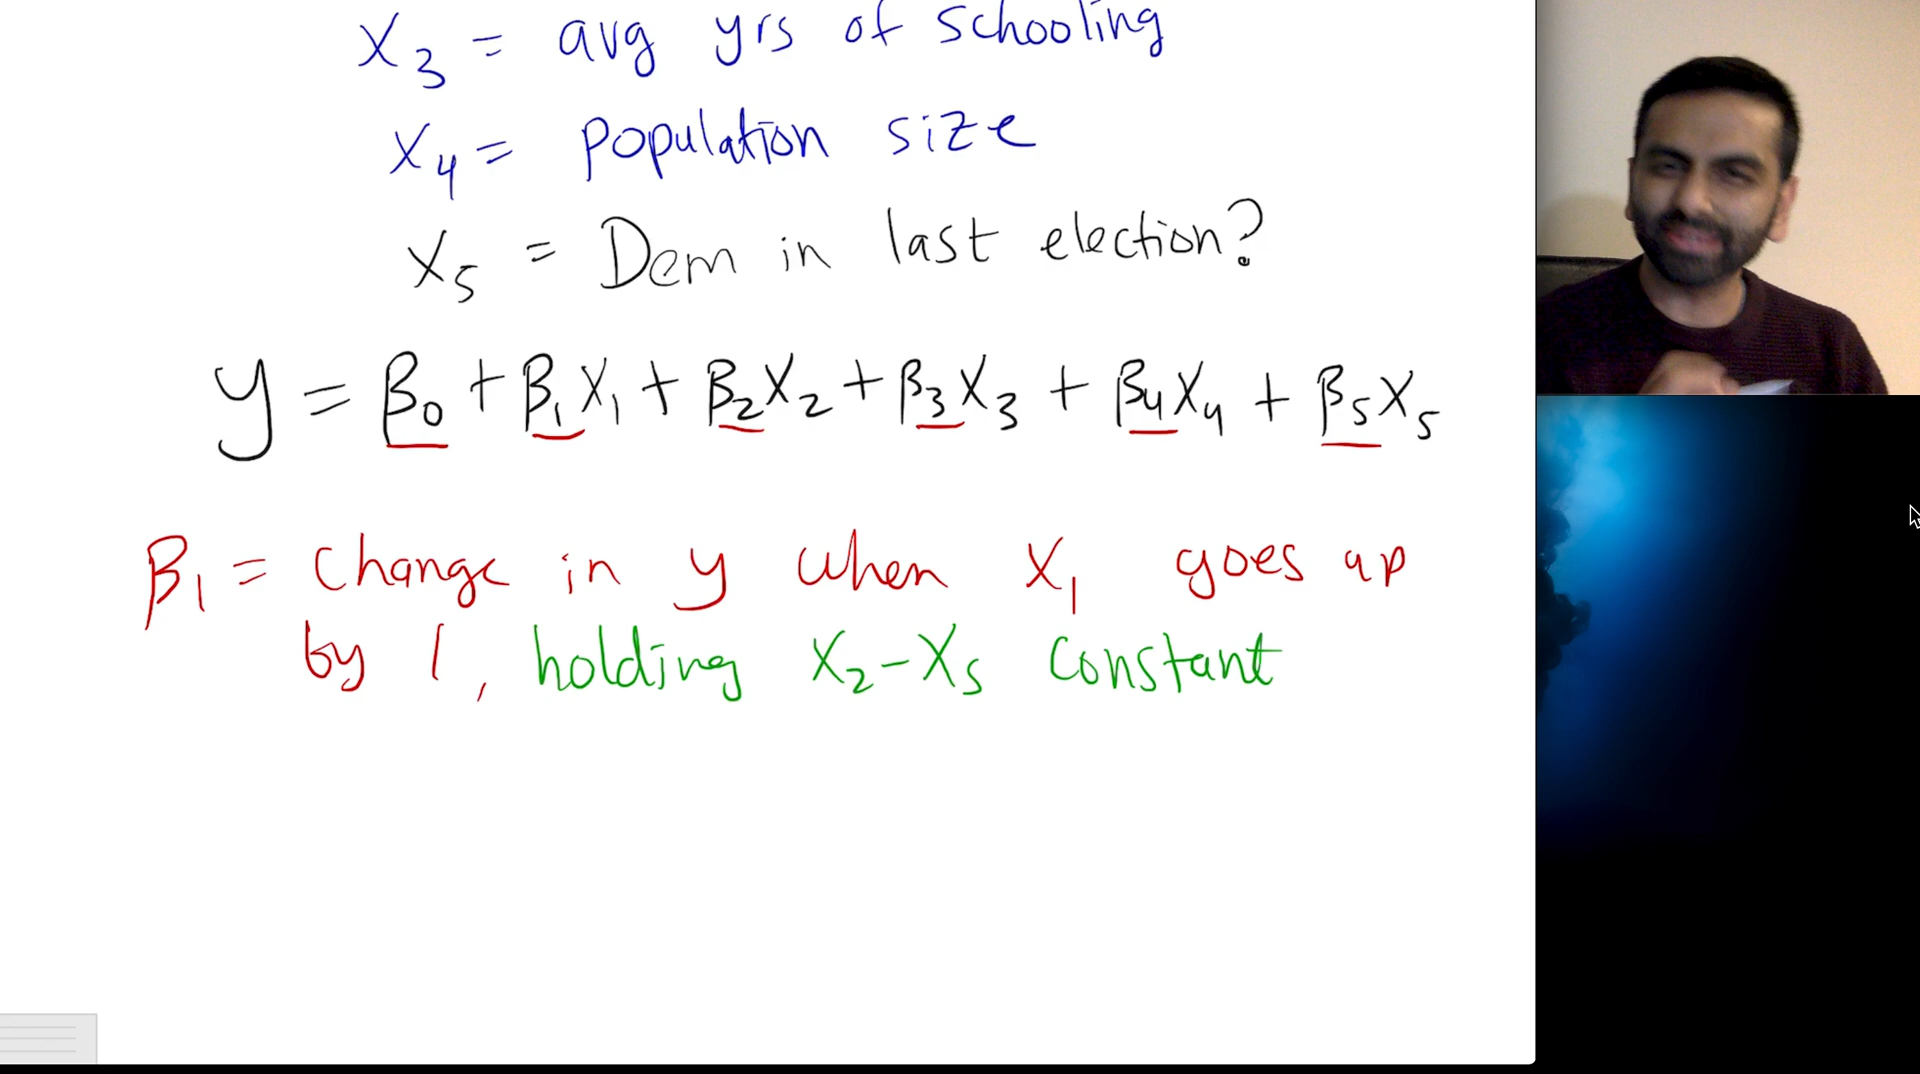 X₃ = avg yrs of schooling
X₄ = population size
X₅ = Dem in last election?
y = β₀ + β₁X₁ + β₂X₂ + β₃X₃ + β₄X₄ + β₅X₅
β₁ = change in y when X₁ goes up
by 1, holding X₂-X₅ constant